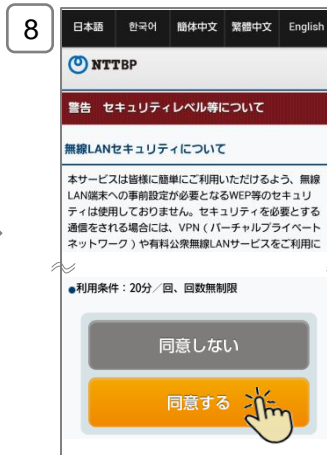 8
日本語 한국어 簡体中文 繁體中文 English
NTTBP
警告 セキュリティレベル等について
無線LANセキュリティについて
本サービスは皆様に簡単にご利用いただけるよう、無線
LAN端末への事前設定が必要となるWEP等のセキュリ
ティは使用しておりません。セキュリティを必要とする
通信をされる場合には、VPN（バーチャルプライベート
ネットワーク）や有料公衆無線LANサービスをご利用に
●利用条件：20分／回、回数無制限
同意しない
同意する